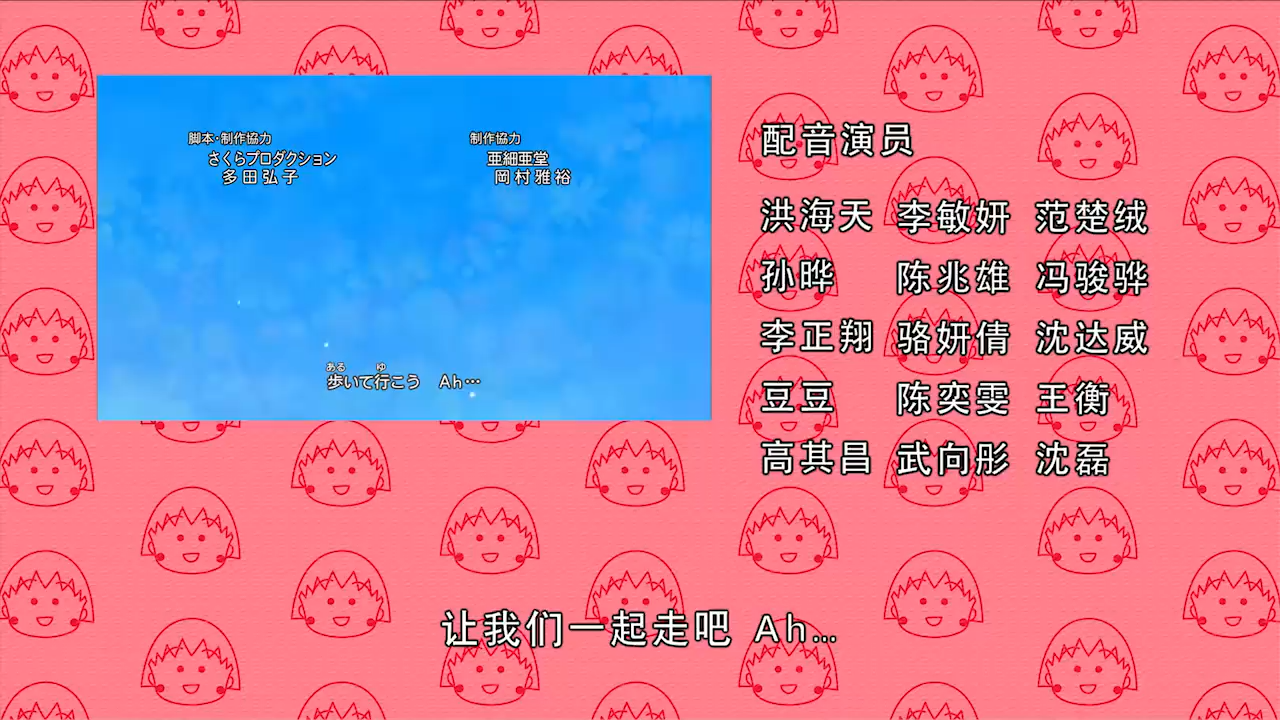 脚本・制作協力
さくらプロダクション
多田弘子
制作協力
亜細亜堂
岡村雅裕
あるゆ
歩いて行こう Ah…
配音演员
洪海天 李敏妍 范楚绒
孙晔 陈兆雄 冯骏骅
李正翔 骆妍倩 沈达威
豆豆 陈奕雯 王衡
高其昌 武向彤 沈磊
让我们一起走吧 Ah…